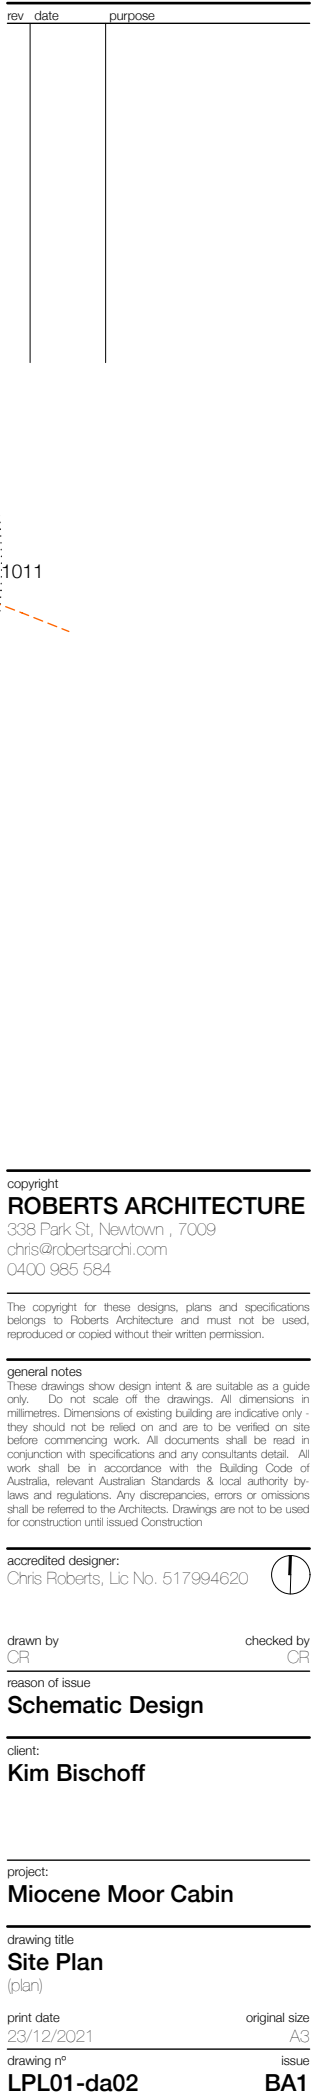 rev date purpose
1011
copyright
ROBERTS ARCHITECTURE
338 Park St, Newtown , 7009
chris@robertsarchi.com
0400 985 584
The copyright for these designs, plans and specifications
belongs to Roberts Architecture and must not be used,
reproduced or copied without their written permission.
general notes
These drawings show design intent & are suitable as a guide
only. Do not scale off the drawings. All dimensions in
millimetres. Dimensions of existing building are indicative only -
they should not be relied on and are to be verified on site
before commencing work. All documents shall be read in
conjunction with specifications and any consultants detail. All
work shall be in accordance with the Building Code of
Australia, relevant Australian Standards & local authority by-
laws and regulations. Any discrepancies, errors or omissions
shall be referred to the Architects. Drawings are not to be used
for construction until issued Construction
accredited designer:
Chris Roberts, Lic No. 517994620
drawn by checked by
CR CR
reason of issue
Schematic Design
client:
Kim Bischoff
project:
Miocene Moor Cabin
drawing title
Site Plan
(plan)
print date original size
23/12/2021 A3
drawing nº issue
LPL01-da02 BA1